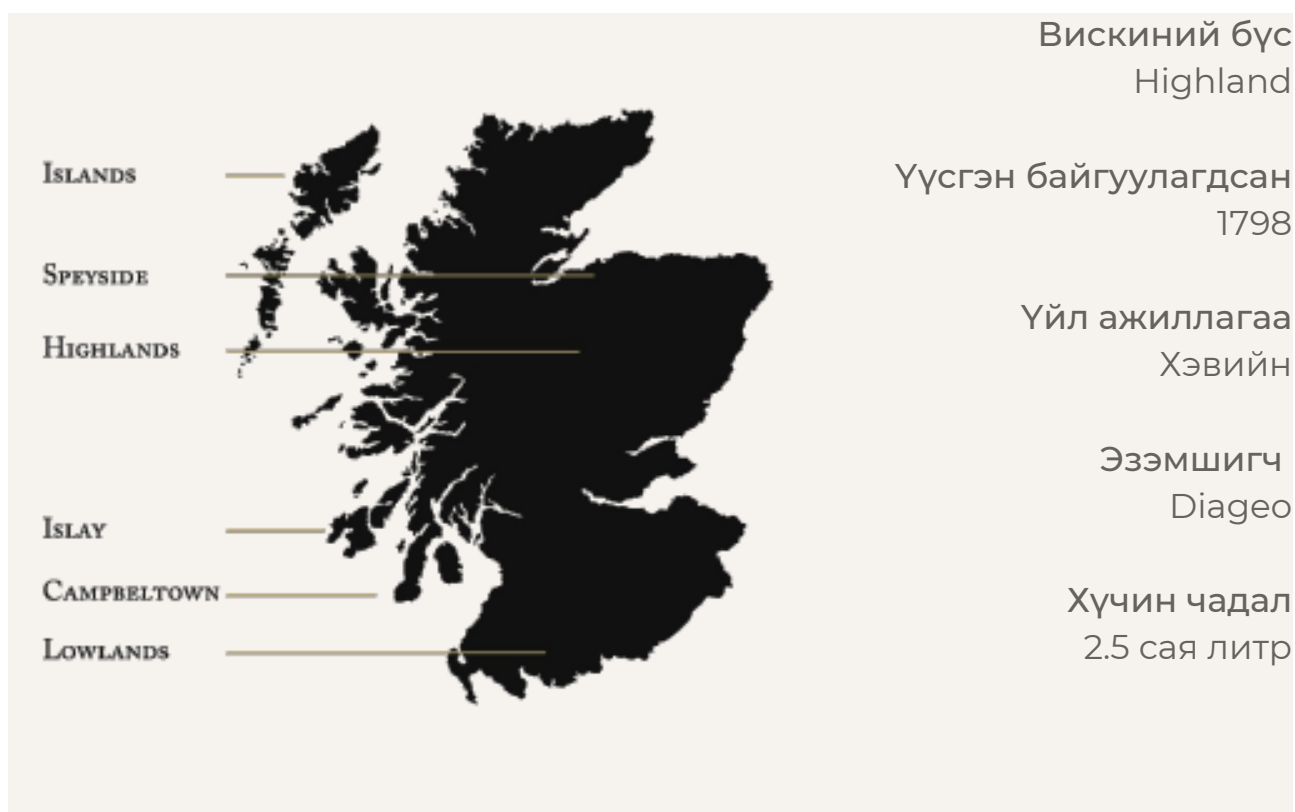 Islands
Speyside
Highlands
Islay
Campbeltown
Lowlands
Вискиний бүс
Highland
Үүсгэн байгуулагдсан
1798
Үйл ажиллагаа
Хэвийн
Эзэмшигч
Diageo
Хүчин чадал
2.5 сая литр